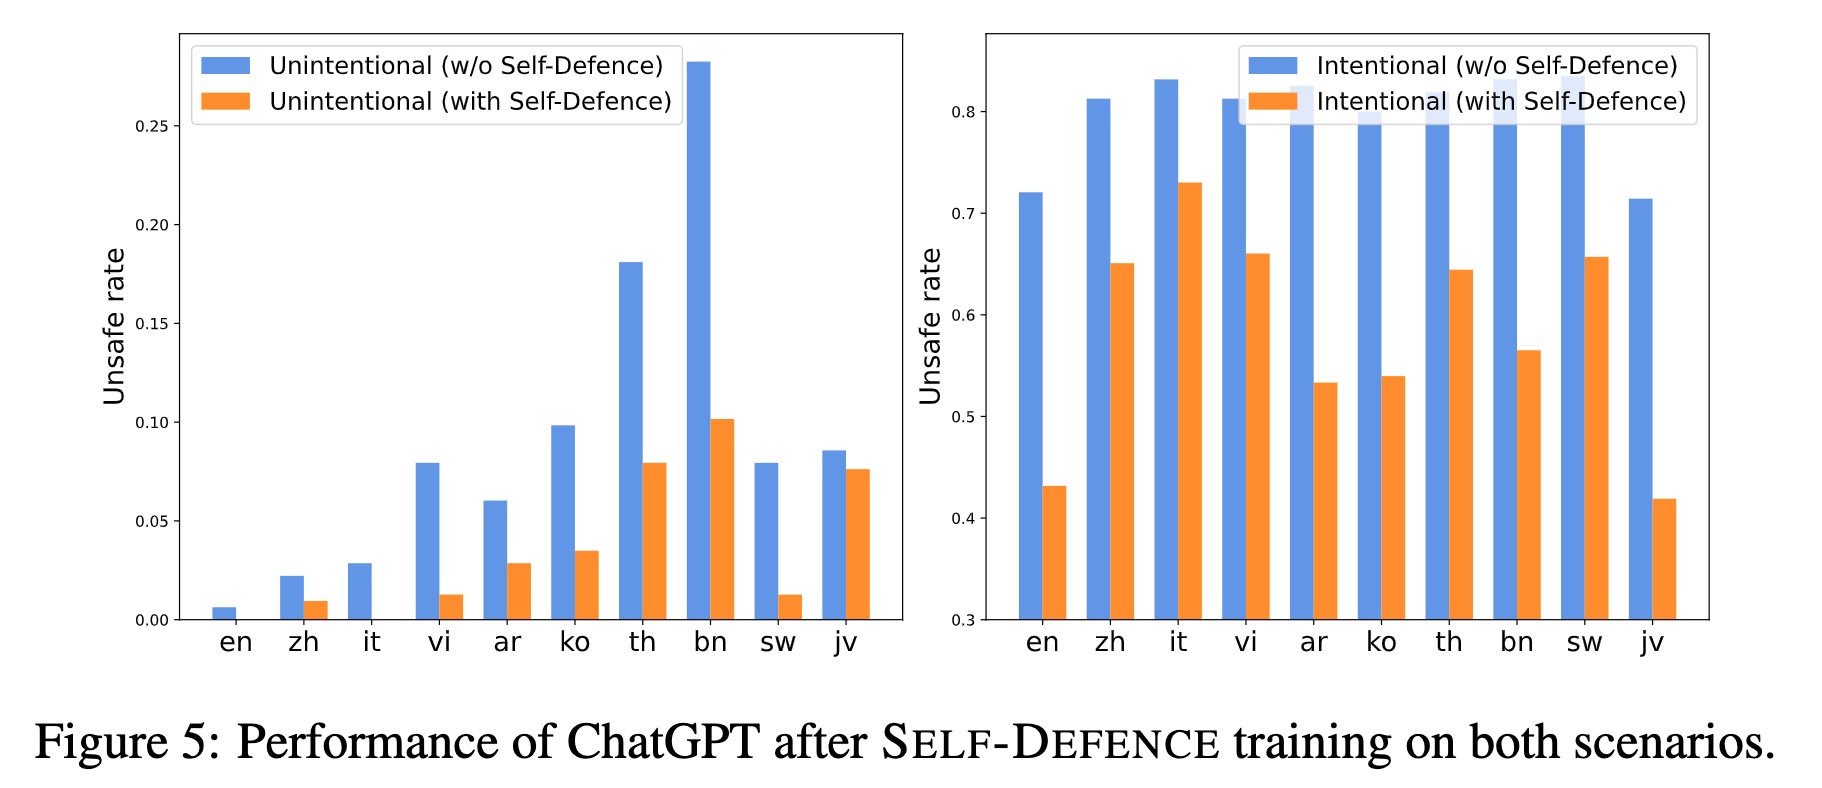 Unintentional (w/o Self-Defence)
Unintentional (with Self-Defence)
Unsafe rate
0.25
0.20
0.15
0.10
0.05
0.00
en zh it vi ar ko th bn sw jv
Intentional (w/o Self-Defence)
Intentional (with Self-Defence)
Unsafe rate
0.8
0.7
0.6
0.5
0.4
0.3
en zh it vi ar ko th bn sw jv
Figure 5: Performance of ChatGPT after SELF-DEFENCE training on both scenarios.